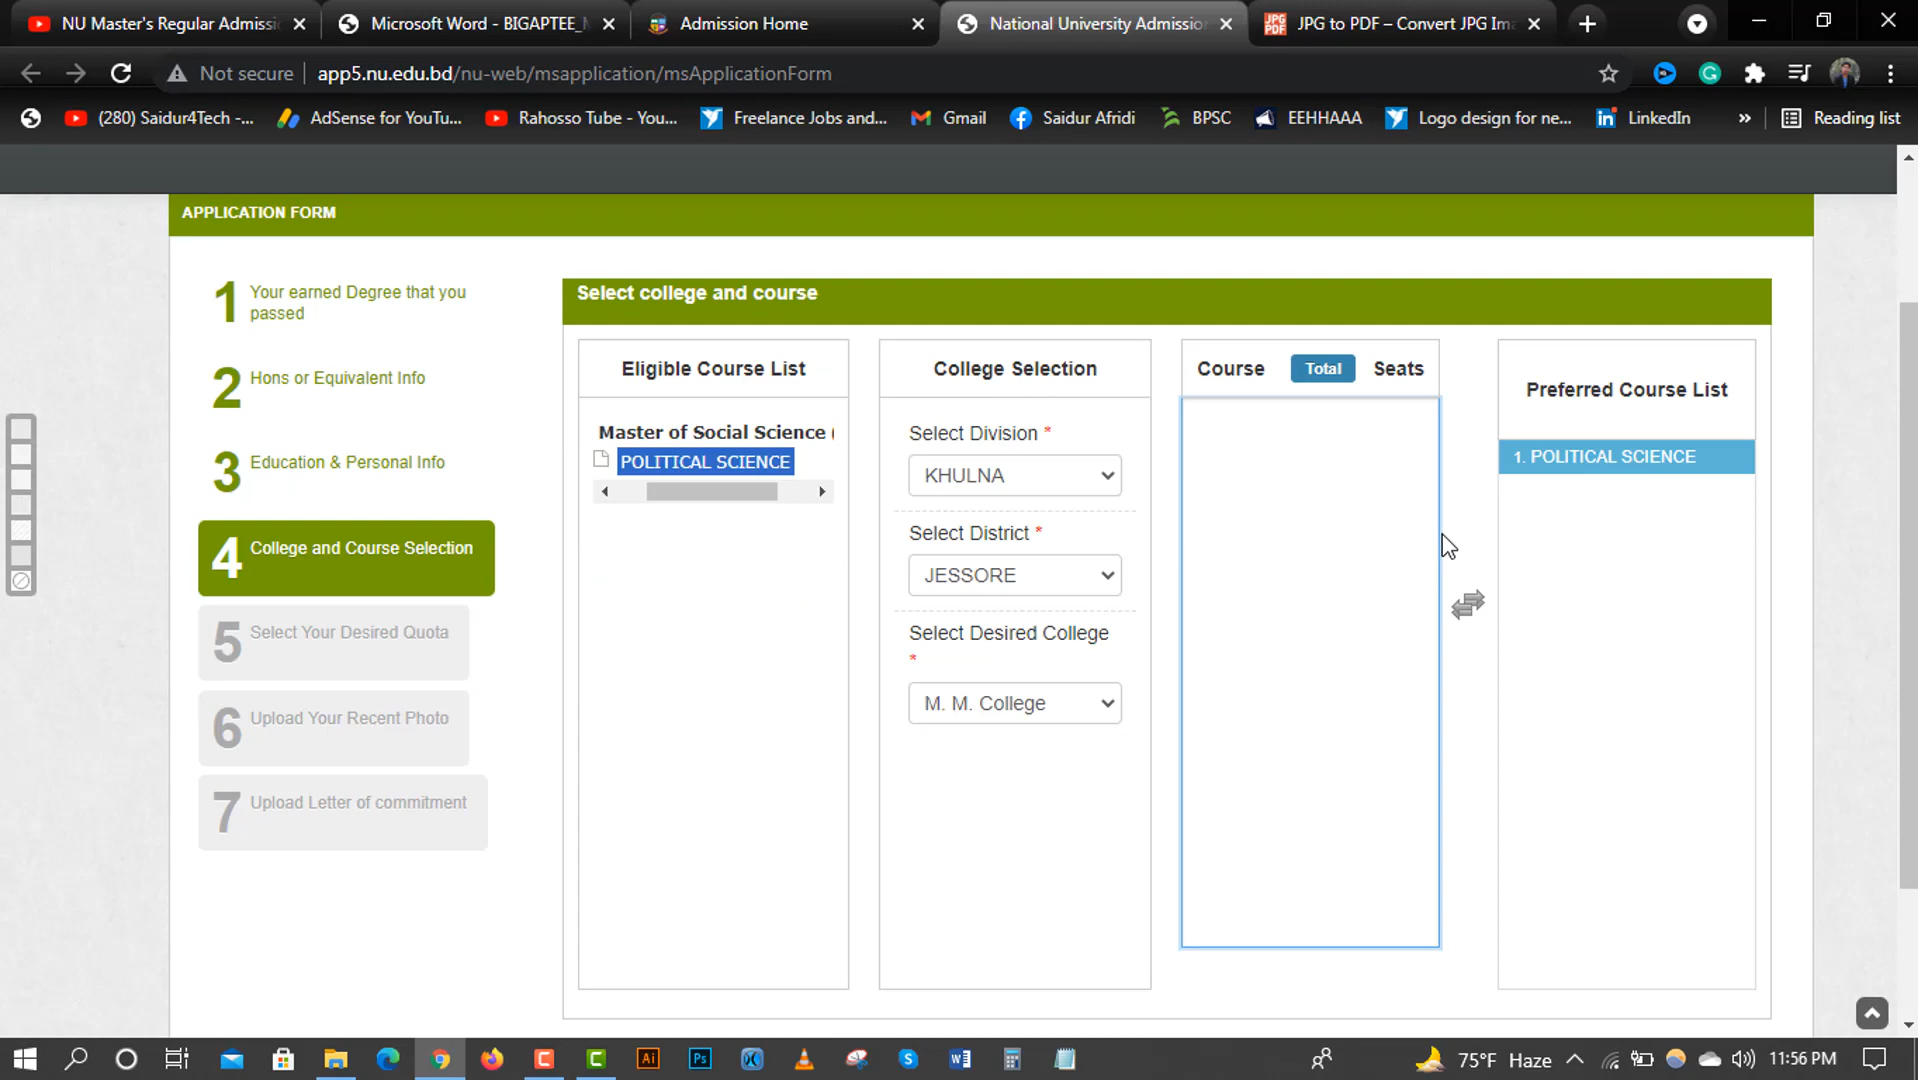 NU Master's Regular Admissi
Microsoft Word - BIGAPTEE_
Admission Home
National University Admissio
JPG to PDF – Convert JPG Im
Not secure
app5.nu.edu.bd/nu-web/msapplication/msApplicationForm
(280) Saidur4Tech -...
AdSense for YouTu...
Rahosso Tube - You...
Freelance Jobs and...
Gmail
Saidur Afridi
BPSC
EEHHAAA
Logo design for ne...
LinkedIn
»
Reading list
APPLICATION FORM
1 Your earned Degree that you
passed
2 Hons or Equivalent Info
3 Education & Personal Info
4 College and Course Selection
5 Select Your Desired Quota
6 Upload Your Recent Photo
7 Upload Letter of commitment
Select college and course
Eligible Course List
Master of Social Science (
POLITICAL SCIENCE
College Selection
Select Division *
KHULNA
Select District *
JESSORE
Select Desired College
*
M. M. College
Course Total Seats
Preferred Course List
1. POLITICAL SCIENCE
75°F Haze
11:56 PM